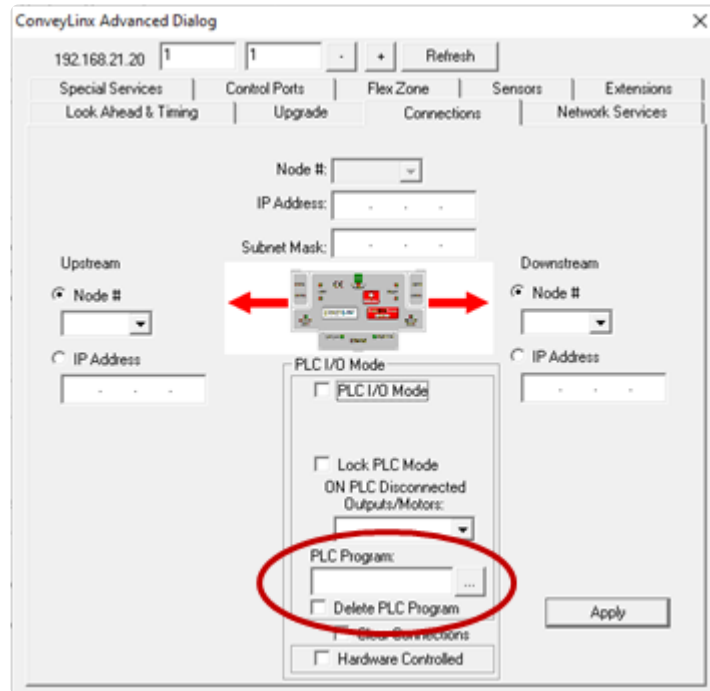 ConveyLinx Advanced Dialog
192.168.21.20 1 1 - + Refresh
Special Services Control Ports Flex Zone Sensors Extensions
Look Ahead & Timing Upgrade Connections Network Services
Node #:
IP Address:
Subnet Mask:
Upstream
Node #
IP Address
Downstream
Node #
IP Address
PLC I/O Mode
PLC I/O Mode
Lock PLC Mode
ON PLC Disconnected
Outputs/Motors:
PLC Program:
...
Delete PLC Program
Clear Connections
Hardware Controlled
Apply